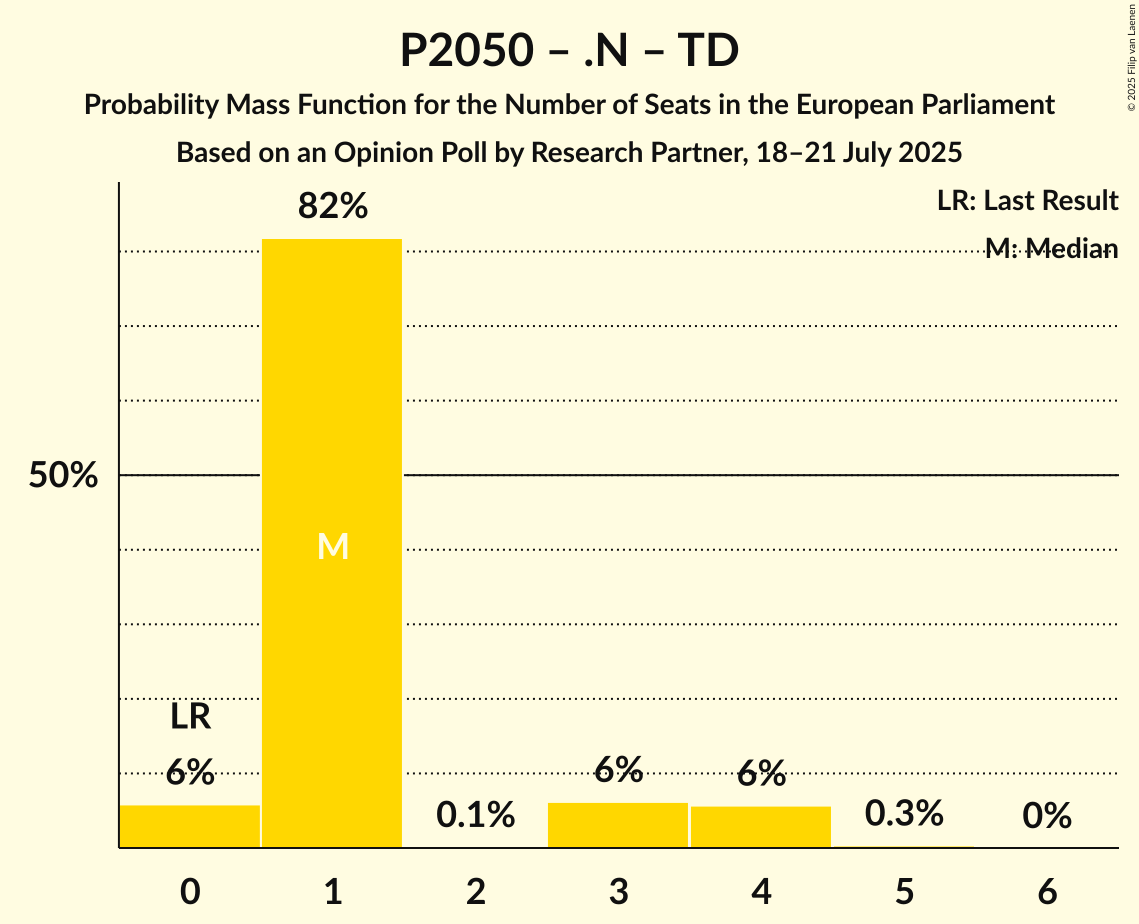 P2050 – .N – TD
Probability Mass Function for the Number of Seats in the European Parliament
Based on an Opinion Poll by Research Partner, 18–21 July 2025
© 2025 Filip van Laenen
LR: Last Result
M: Median
82%
50%
M
LR
6%
0.1%
6%
6%
0.3%
0%
0 1 2 3 4 5 6